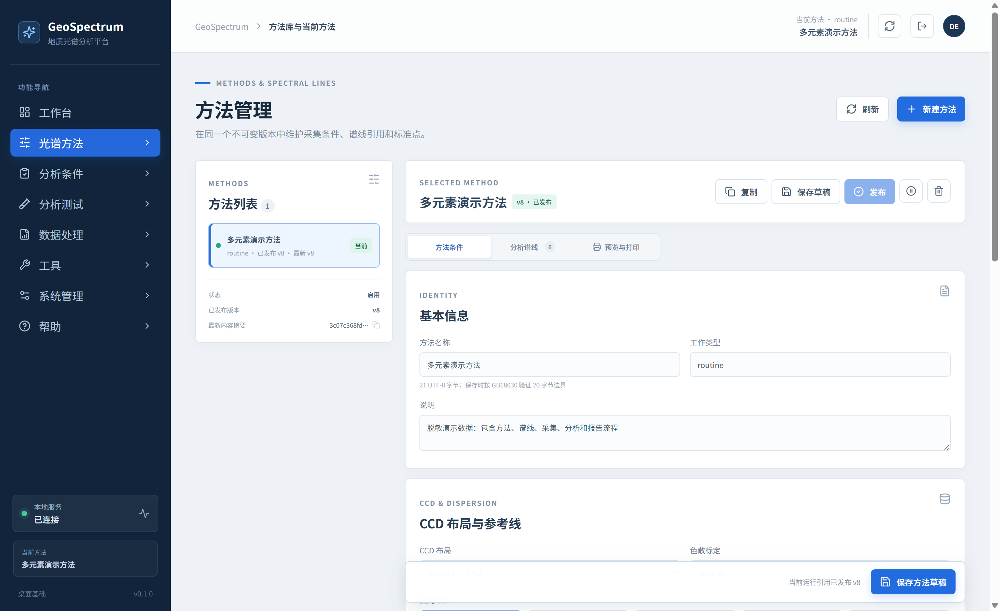 GeoSpectrum
地质光谱分析平台
功能导航
工作台
光谱方法
分析条件
分析测试
数据处理
工具
系统管理
帮助
本地服务
已连接
当前方法
多元素演示方法
桌面基础
v0.1.0
GeoSpectrum
方法库与当前方法
当前方法 • routine
多元素演示方法
DE
METHODS & SPECTRAL LINES
方法管理
在同一个不可变版本中维护采集条件、谱线引用和标准点。
刷新
新建方法
METHODS
方法列表 1
多元素演示方法
routine • 已发布 v8 • 最新 v8
当前
状态
启用
已发布版本
v8
最新内容摘要
3c07c368fd…
SELECTED METHOD
多元素演示方法
v8 • 已发布
复制
保存草稿
发布
方法条件
分析谱线 6
预览与打印
IDENTITY
基本信息
方法名称
工作类型
多元素演示方法
routine
21 UTF-8 字节；保存时按 GB18030 验证 20 字节边界
说明
脱敏演示数据：包含方法、谱线、采集、分析和报告流程
CCD & DISPERSION
CCD 布局与参考线
CCD 布局
色散标定
default • 3×2
default
当前运行引用已发布 v8
保存方法草稿